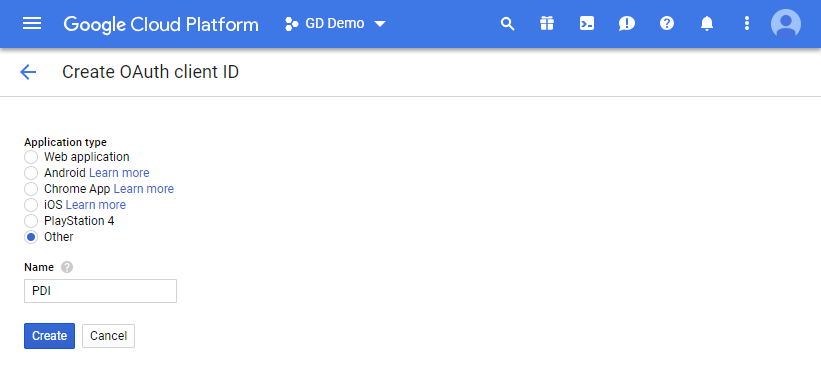 Google Cloud Platform GD Demo
Create OAuth client ID
Application type
Web application
Android Learn more
Chrome App Learn more
iOS Learn more
PlayStation 4
Other
Name ?
PDI
Create Cancel